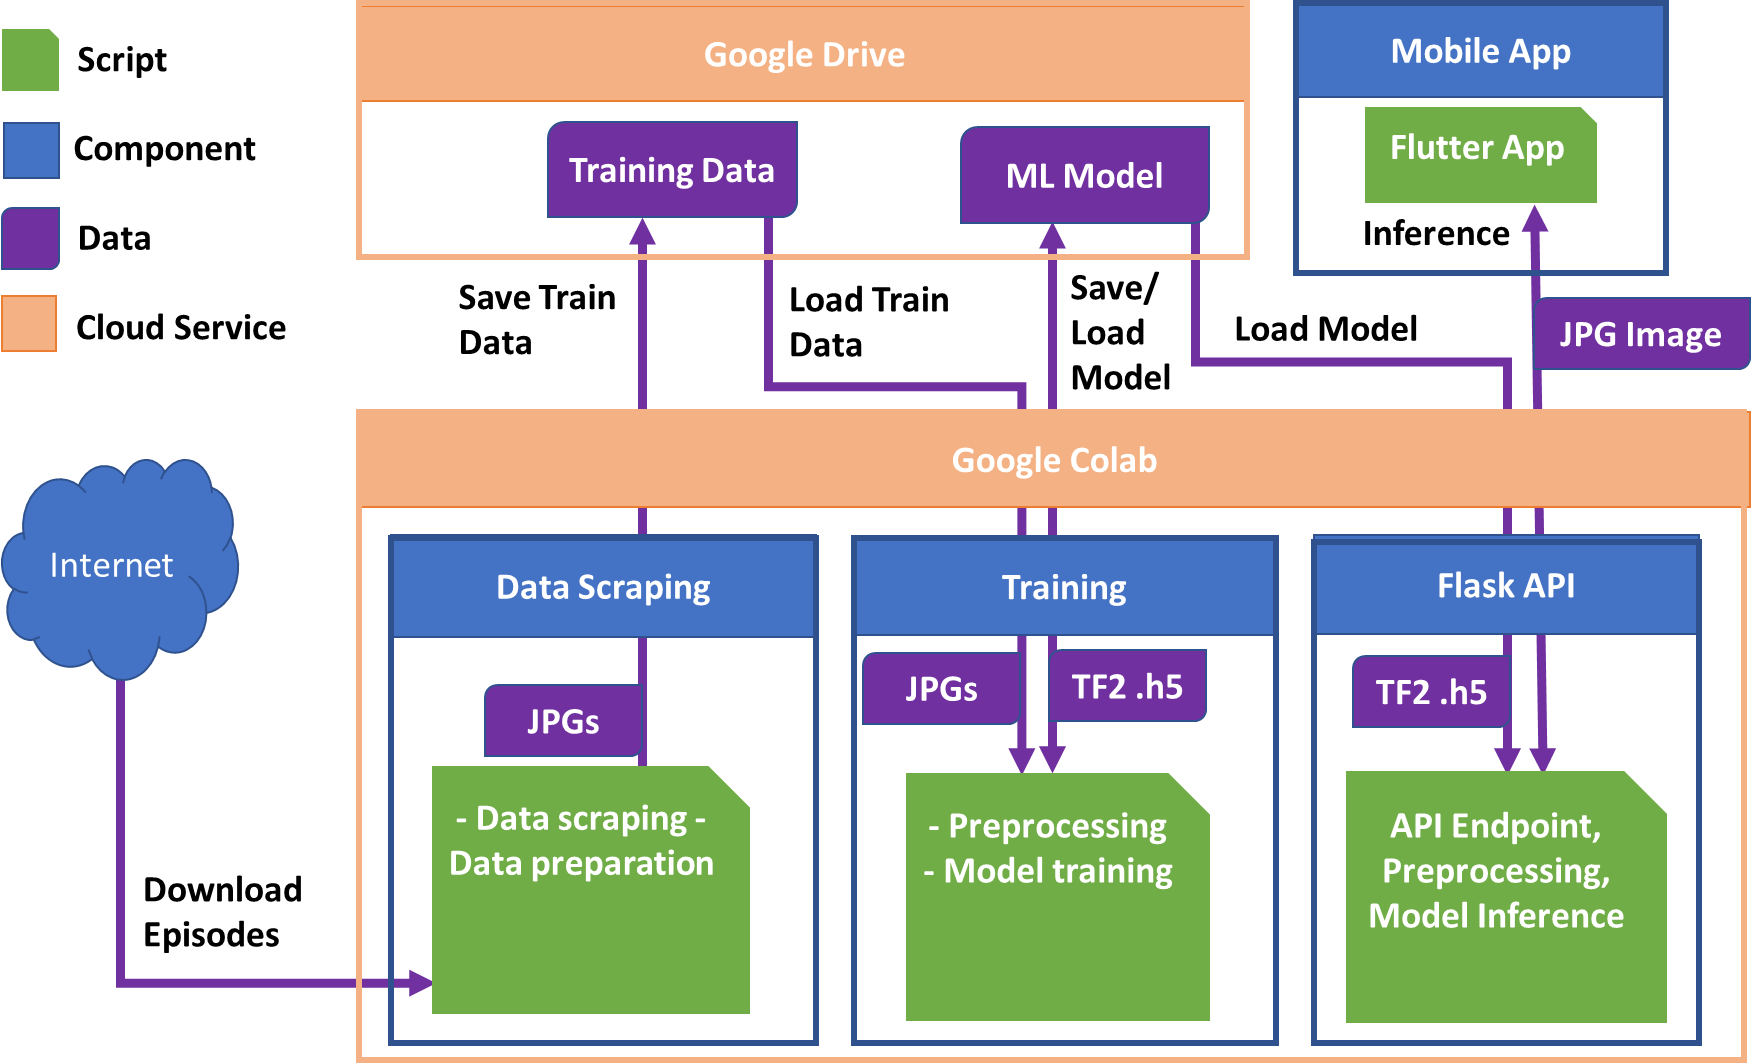 Script
Component
Data
Cloud Service
Google Drive
Training Data
ML Model
Mobile App
Flutter App
Inference
Save Train
Data
Load Train
Data
Save/
Load
Model
Load Model
JPG Image
Google Colab
Internet
Download
Episodes
Data Scraping
JPGs
- Data scraping -
Data preparation
Training
JPGs
TF2 .h5
- Preprocessing
- Model training
Flask API
TF2 .h5
API Endpoint,
Preprocessing,
Model Inference